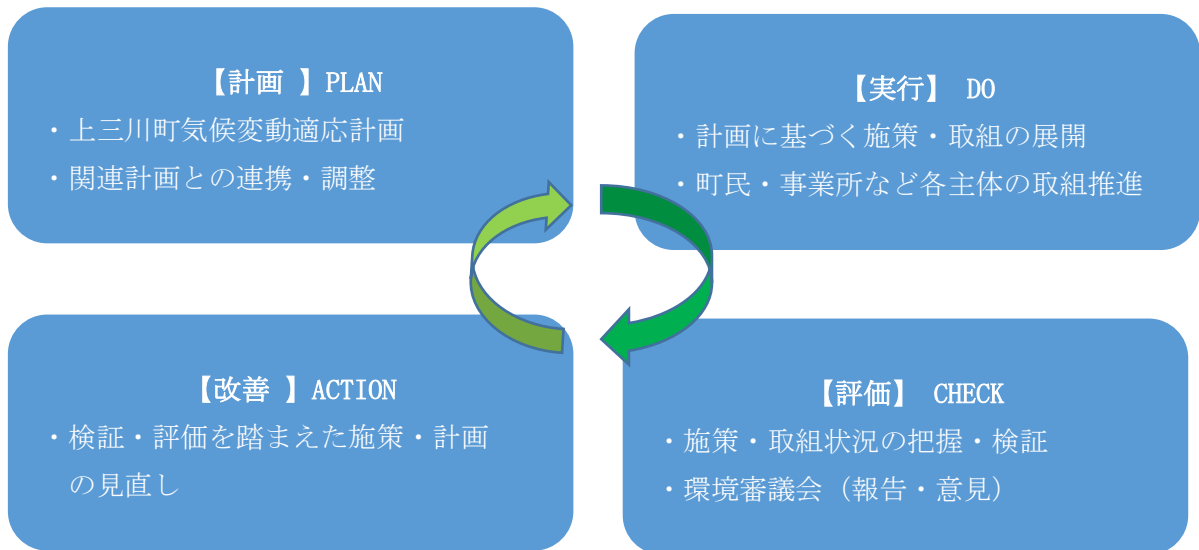 【計画 】PLAN
・上三川町気候変動適応計画
・関連計画との連携・調整
【実行】 DO
・計画に基づく施策・取組の展開
・町民・事業所など各主体の取組推進
【改善 】ACTION
・検証・評価を踏まえた施策・計画
の見直し
【評価】 CHECK
・施策・取組状況の把握・検証
・環境審議会（報告・意見）